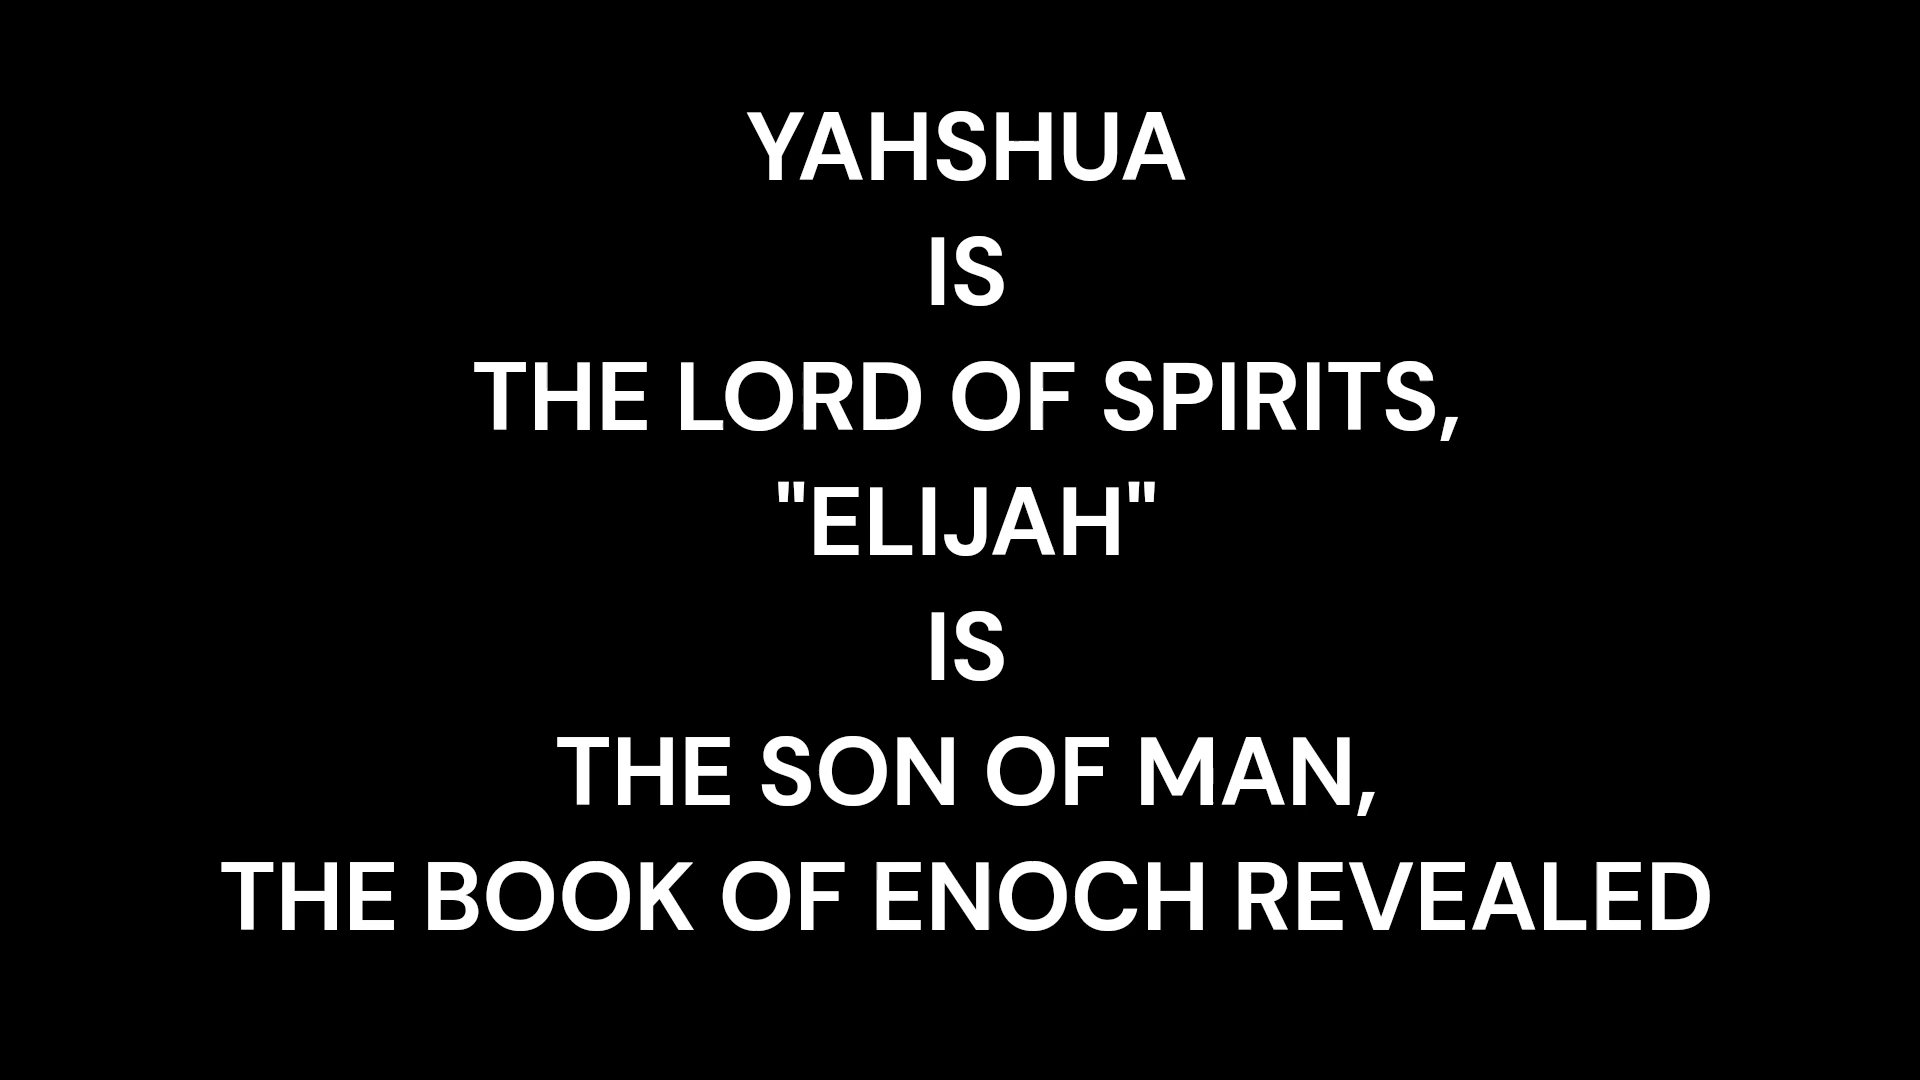 YAHSHUA
IS
THE LORD OF SPIRITS,
"ELIJAH"
IS
THE SON OF MAN,
THE BOOK OF ENOCH REVEALED